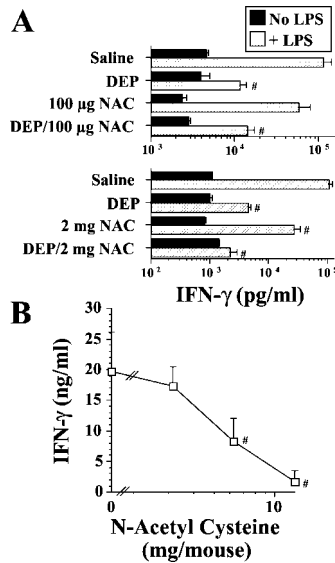 A
No LPS
+ LPS
Saline
DEP
#
100 µg NAC
DEP/100 µg NAC
#
10³ 10⁴ 10⁵
Saline
DEP
#
2 mg NAC
#
DEP/2 mg NAC
#
10² 10³ 10⁴ 10⁵
IFN-γ (pg/ml)
B
IFN-γ (ng/ml)
30
25
20
15
10
5
0
#
#
0 10
N-Acetyl Cysteine
(mg/mouse)